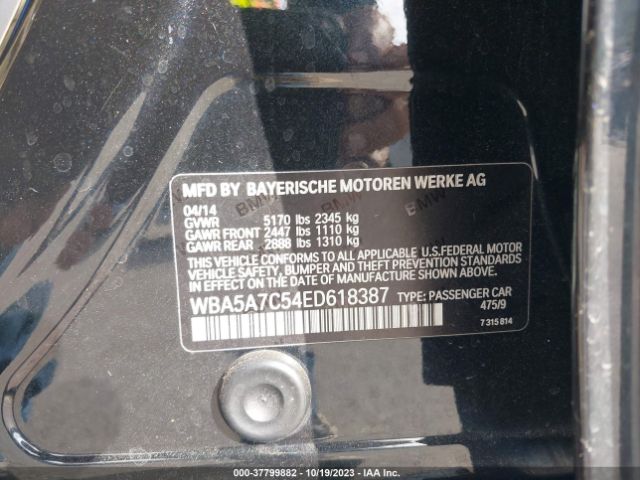 MFD BY BAYERISCHE MOTOREN WERKE AG
04/14
GVWR 5170 lbs 2345 kg
GAWR FRONT 2447 lbs 1110 kg
GAWR REAR 2888 lbs 1310 kg
THIS VEHICLE CONFORMS TO ALL APPLICABLE U.S.FEDERAL MOTOR
VEHICLE SAFETY, BUMPER AND THEFT PREVENTION STANDARDS
IN EFFECT ON THE DATE OF MANUFACTURE SHOWN ABOVE.
WBA5A7C54ED618387 TYPE: PASSENGER CAR
475/9
7 315 814
000-37799882 - 10/19/2023 - IAA Inc.